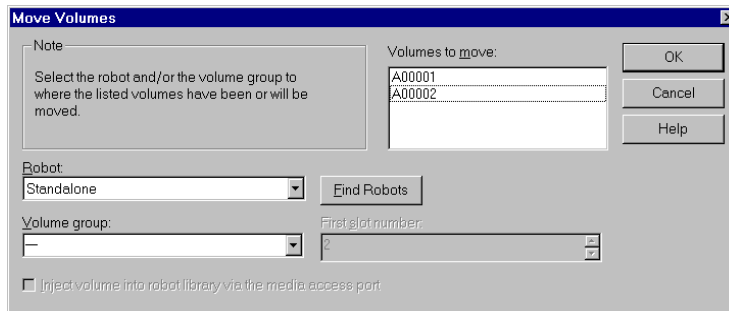 Move Volumes
Note
Select the robot and/or the volume group to
where the listed volumes have been or will be
moved.
Volumes to move:
A00001
A00002
OK
Cancel
Help
Robot:
Standalone
Find Robots
Volume group:
---
First slot number:
2
Inject volume into robot library via the media access port